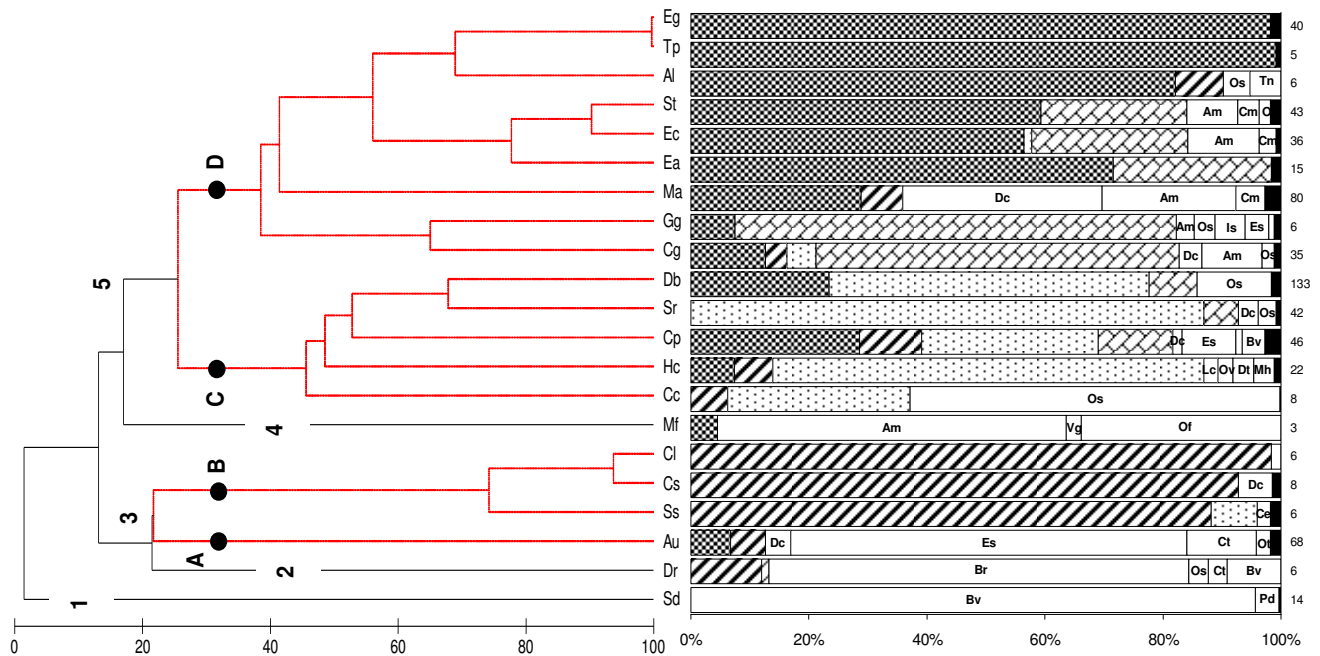 Eg 40
Tp 5
Al Os Tn 6
St Am Cm O 43
Ec Am Cm 36
D
Ea 15
Ma Dc Am Cm 80
Gg Am Os Is Es 6
Cg Dc Am Os 35
5
Db Os 133
Sr Dc Os 42
Cp Dc Es Bv 46
Hc Lc Ov Dt Mh 22
C
Cc Os 8
4
Mf Am Vg Of 3
B
Cl 6
Cs Dc 8
3
Ss Ce 6
Au Dc Es Ct Ot 68
A
2
Dr Br Os Ct Bv 6
1
Sd Bv Pd 14
0 20 40 60 80 100 0% 20% 40% 60% 80% 100%